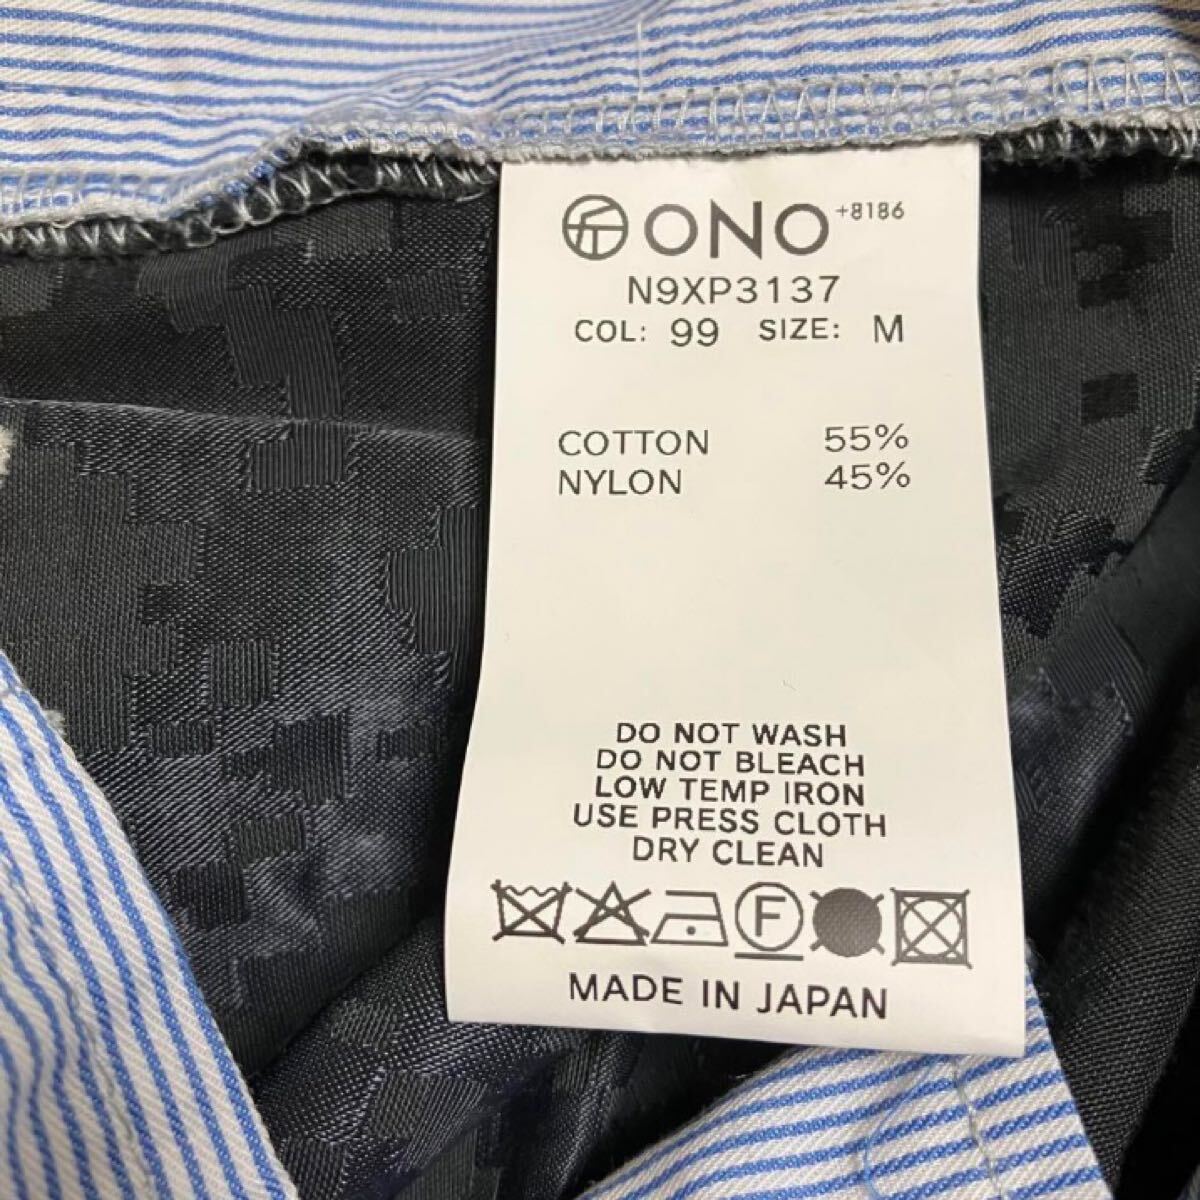 ONO +8186
N9XP3137
COL: 99 SIZE: M
COTTON 55%
NYLON 45%
DO NOT WASH
DO NOT BLEACH
LOW TEMP IRON
USE PRESS CLOTH
DRY CLEAN
F
MADE IN JAPAN